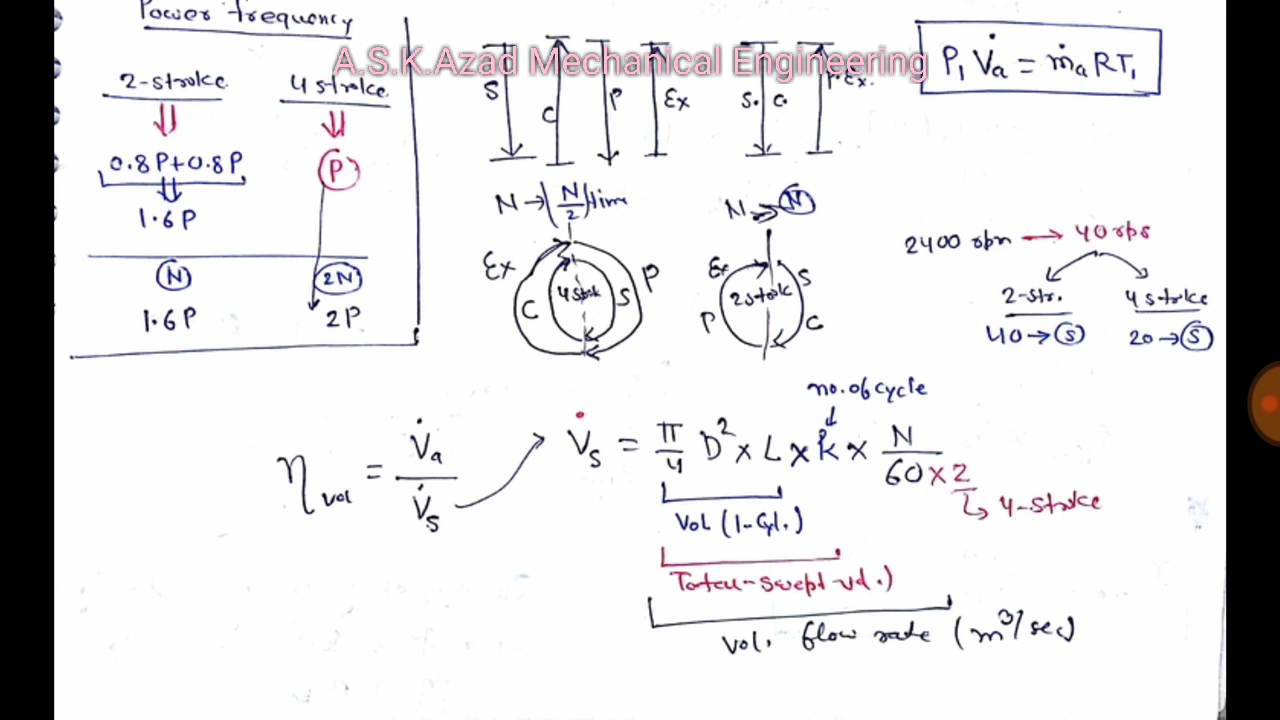 Power frequency
2-stroke
4 stroke
0.8P+0.8P
P
1.6P
N
2N
1.6P
2P
A.S.K.Azad Mechanical Engineering
S
C
P
Ex
S. C.
P. Ex.
N → (N/2) time
N → N
Ex
C
4 stroke
S
P
Ex
P
2 stroke
S
C
P₁ V̇a = ṁa RT₁
2400 rpm → 40 rps
2-str.
4 stroke
40 → S
20 → S
no. of cycle
η vol = V̇a / V̇s
V̇s = π/4 D² × L × k × N / 60 × 2
↳ 4-stroke
Vol (1-Cyl.)
Total-swept vol.)
Vol. flow rate (m³/sec)